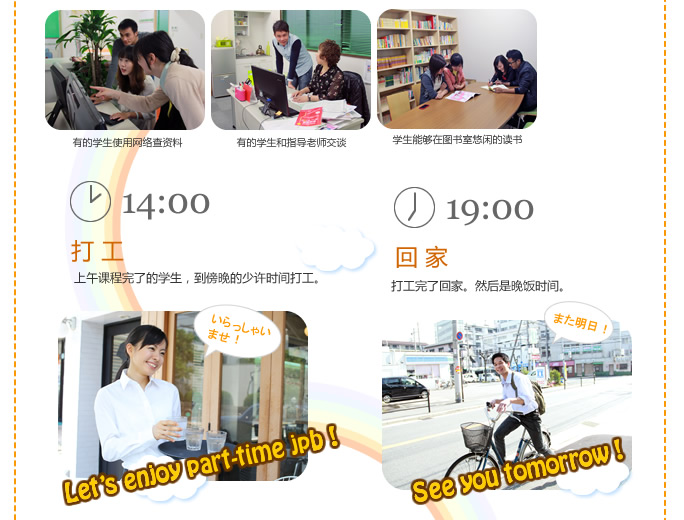 有的学生使用网络查资料
有的学生和指导老师交谈
学生能够在图书室悠闲的读书
14:00
打工
上午课程完了的学生，到傍晚的少许时间打工。
いらっしゃい
ませ！
Let's enjoy part-time jpb！
19:00
回家
打工完了回家。然后是晚饭时间。
また明日！
See you tomorrow！